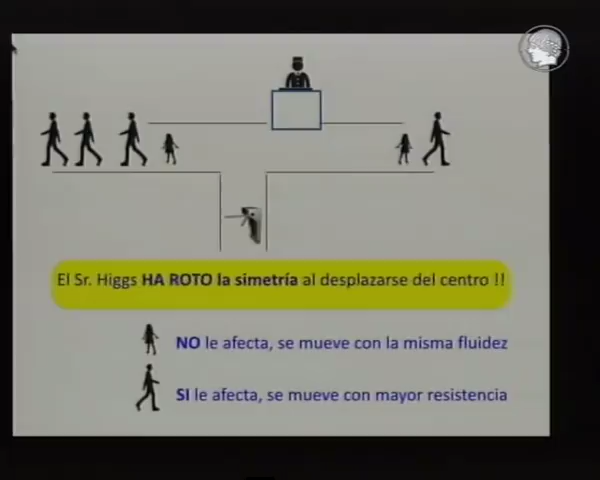 El Sr. Higgs HA ROTO la simetría al desplazarse del centro !!
NO le afecta, se mueve con la misma fluidez
SI le afecta, se mueve con mayor resistencia